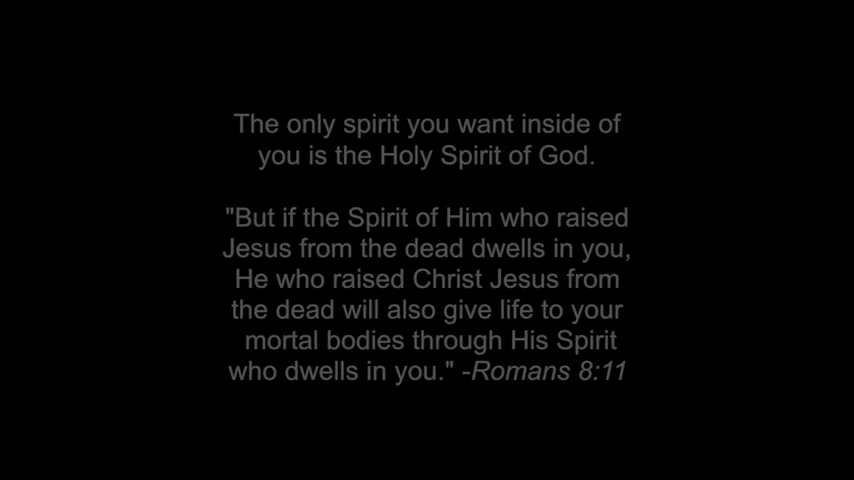 The only spirit you want inside of
you is the Holy Spirit of God.
"But if the Spirit of Him who raised
Jesus from the dead dwells in you,
He who raised Christ Jesus from
the dead will also give life to your
mortal bodies through His Spirit
who dwells in you." -Romans 8:11